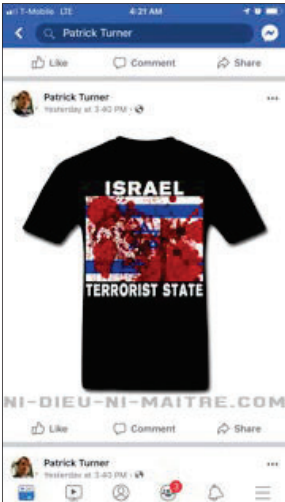 T-Mobile LTE
4:21 AM
Patrick Turner
Like
Comment
Share
Patrick Turner
Yesterday at 3:40 PM
ISRAEL
TERRORIST STATE
NI-DIEU-NI-MAITRE.COM
Like
Comment
Share
Patrick Turner
Yesterday at 3:40 PM
3